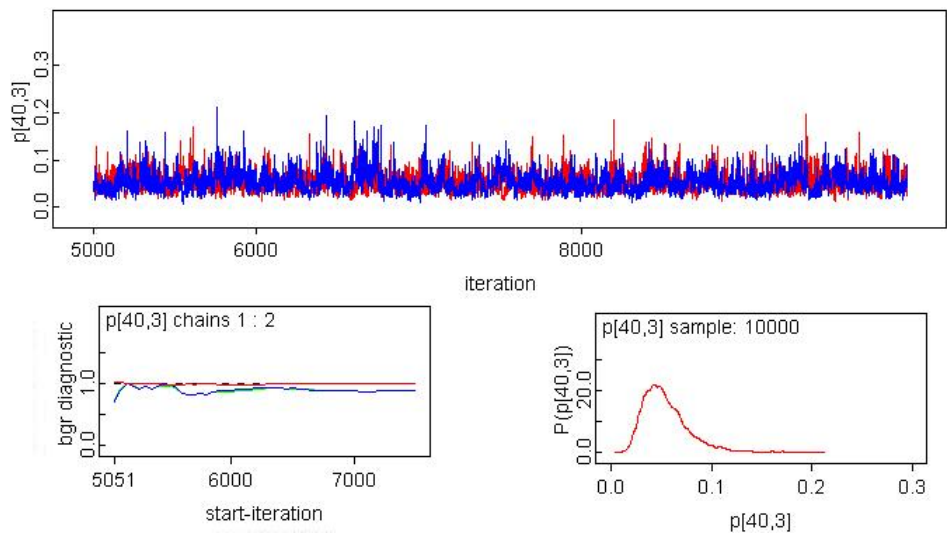 p[40,3]
0.3
0.2
0.1
0.0
5000 6000 8000
iteration
p[40,3] chains 1 : 2
bgr diagnostic
1.0
0.0
5051 6000 7000
start-iteration
p[40,3] sample: 10000
P(p[40,3])
20.0
0.0
0.0 0.1 0.2 0.3
p[40,3]